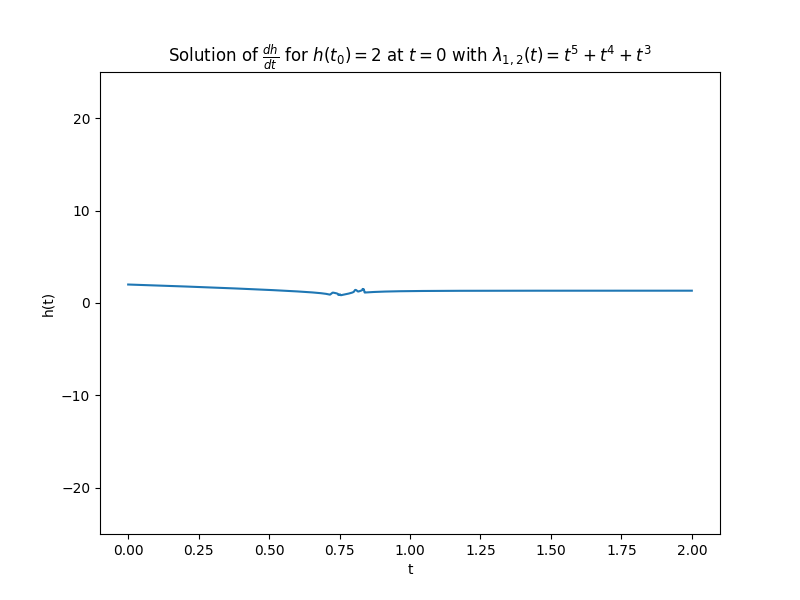 Solution of $\frac{dh}{dt}$ for $h(t_0) = 2$ at $t = 0$ with $\lambda_{1,2}(t) = t^5 + t^4 + t^3$
h(t)
20
10
0
−10
−20
0.00 0.25 0.50 0.75 1.00 1.25 1.50 1.75 2.00
t